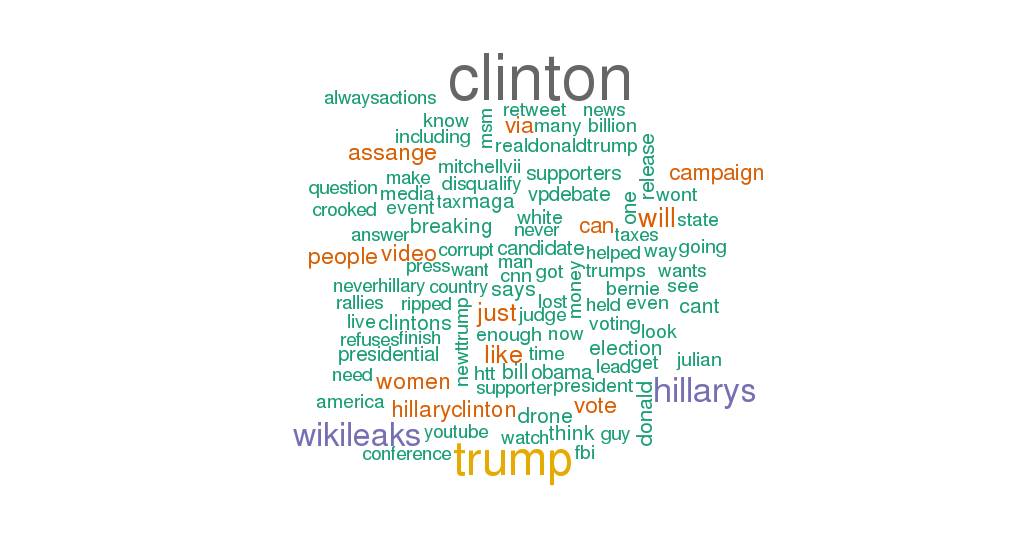 clinton
alwaysactions
retweet
news
know
msm
via
many
billion
including
realdonaldtrump
release
assange
mitchellvii
supporters
campaign
make
question
media
disqualify
vpdebate
wont
crooked
event
tax
maga
one
will
state
white
breaking
never
can
answer
taxes
people
video
corrupt
candidate
helped
way
going
press
want
man
cnn
got
money
trumps
wants
neverhillary
country
says
bernie
see
rallies
ripped
newttrump
just
lost
held
even
cant
live
clintons
judge
voting
look
refuses
finish
enough
now
presidential
like
time
election
lead
get
julian
need
women
htt
bill
obama
america
supporter
president
hillarys
hillaryclinton
drone
vote
donald
wikileaks
youtube
watch
think
guy
conference
trump
fbi